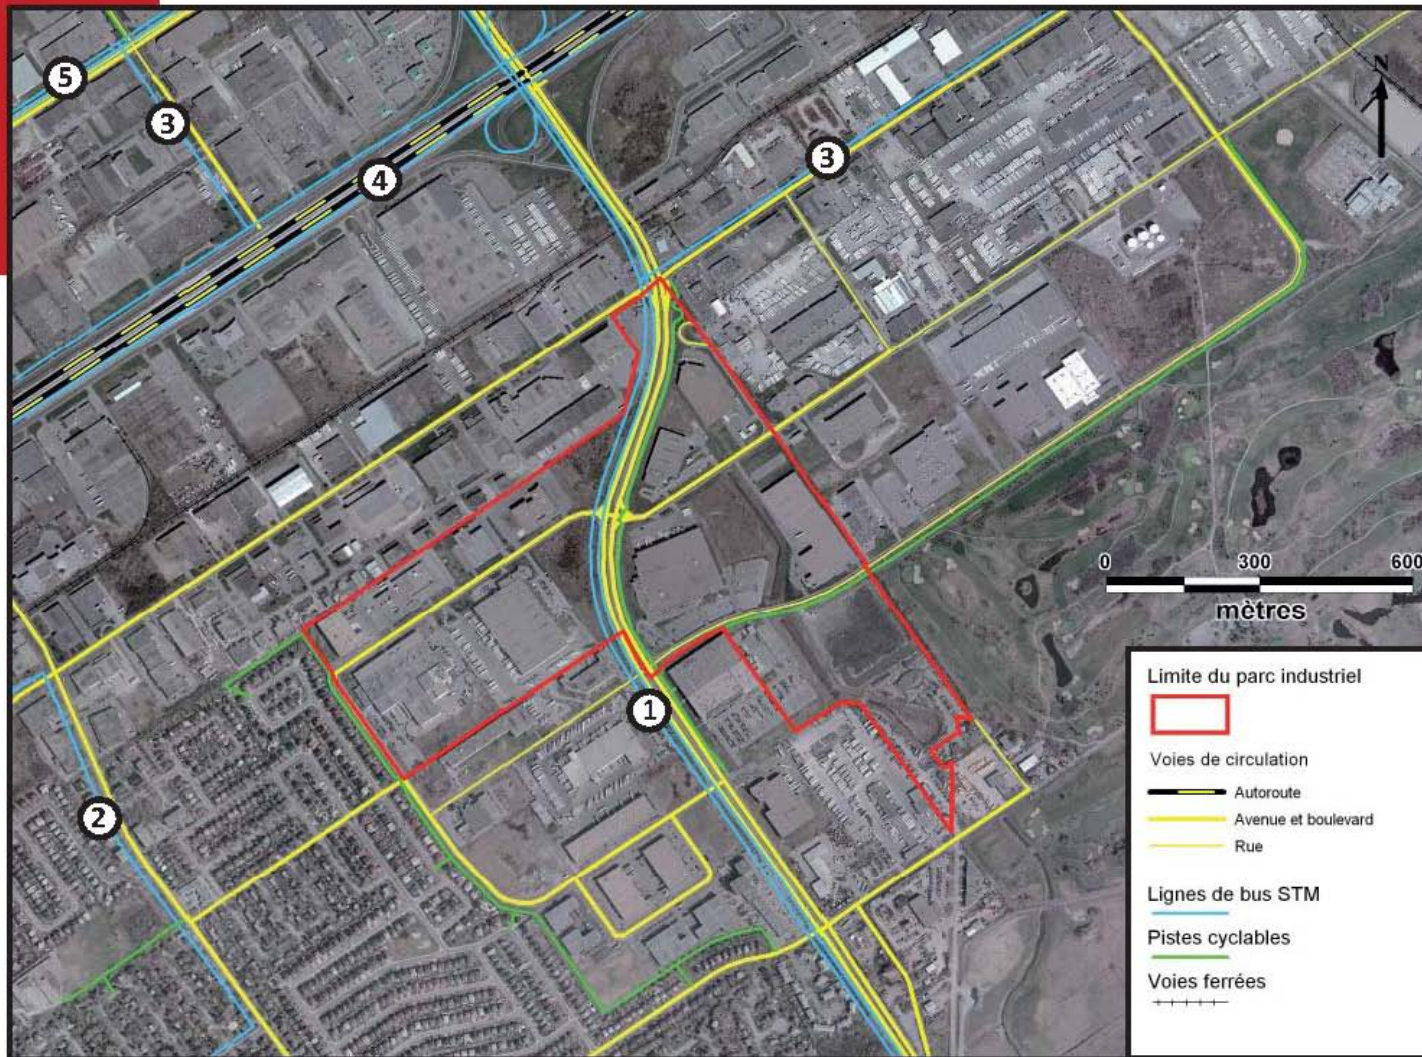 5
3
4
3
N
0 300 600
mètres
1
2
Limite du parc industriel
Voies de circulation
Autoroute
Avenue et boulevard
Rue
Lignes de bus STM
Pistes cyclables
Voies ferrées